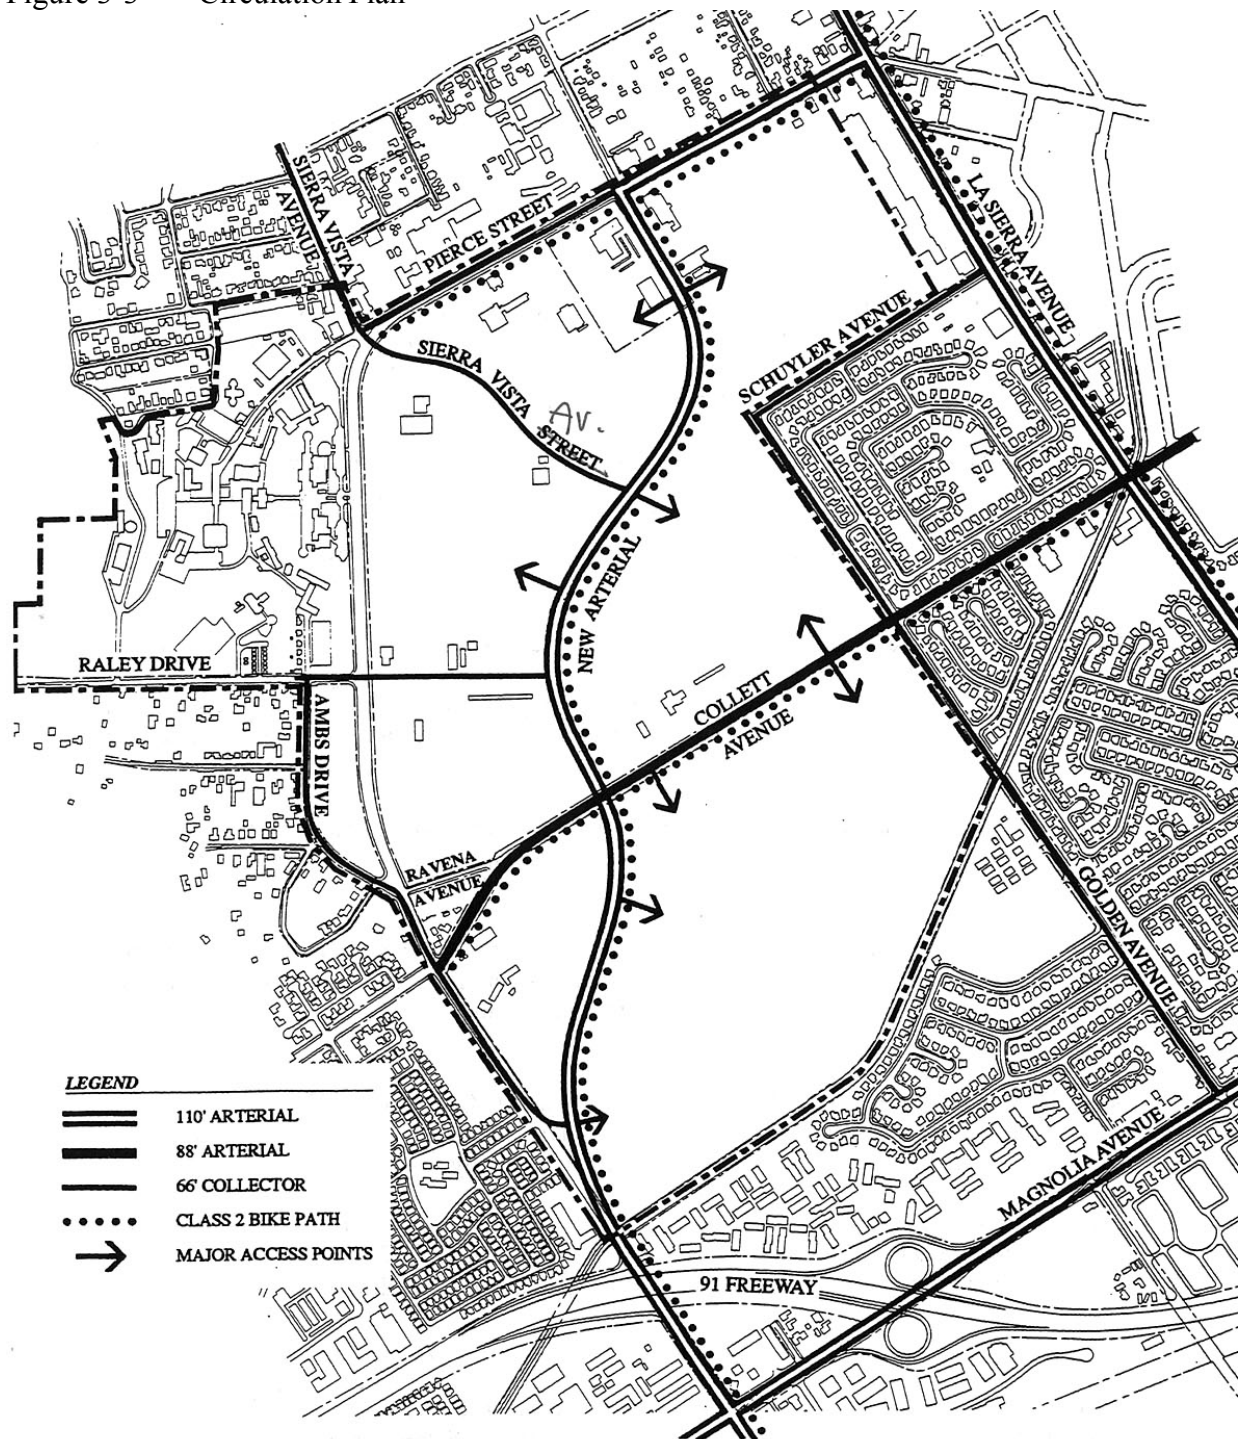 Figure 3-3 Circulation Plan
SIERRA VISTA
AVENUE
PIERCE STREET
LA SIERRA AVENUE
SCHUYLER AVENUE
SIERRA VISTA STREET
Av.
NEW ARTERIAL
RALEY DRIVE
8
AMBS DRIVE
COLLETT
AVENUE
RAVENA
AVENUE
GOLDEN AVENUE
MAGNOLIA AVENUE
91 FREEWAY
LEGEND
110' ARTERIAL
88' ARTERIAL
66' COLLECTOR
CLASS 2 BIKE PATH
MAJOR ACCESS POINTS